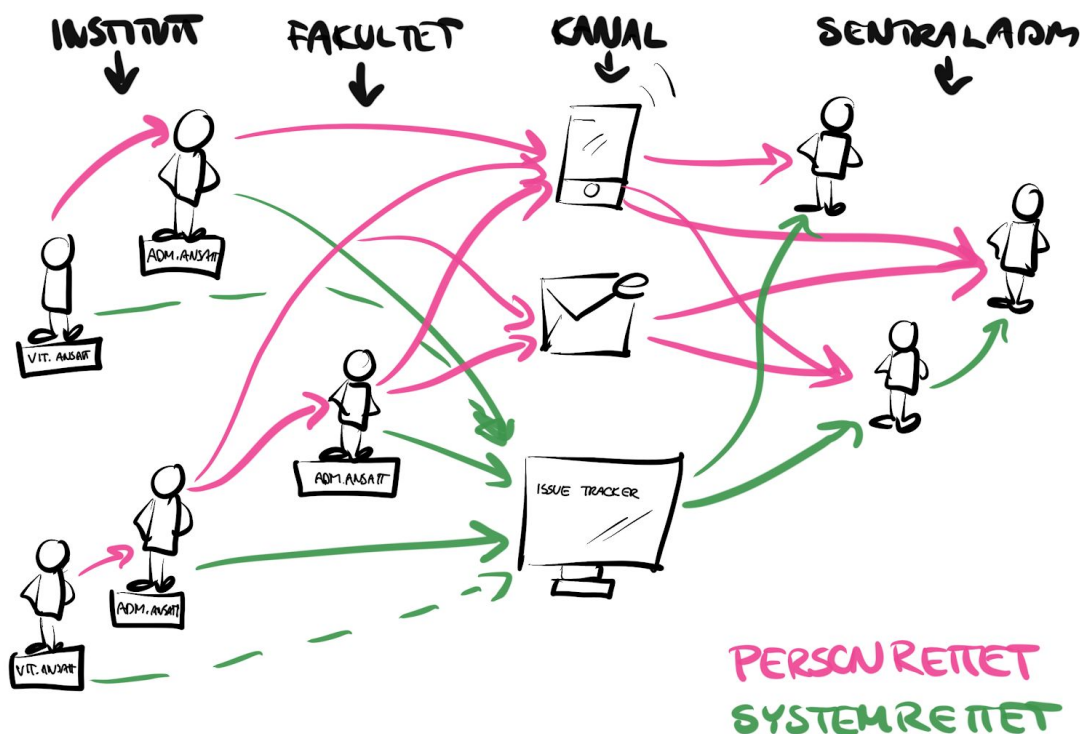 INSTITUTT
FAKULTET
KANAL
SENTRALADM
ADM. ANSATT
VIT. ANSATT
ADM. ANSATT
ISSUE TRACKER
ADM. ANSATT
VIT. ANSATT
PERSONRETTET
SYSTEMRETTET